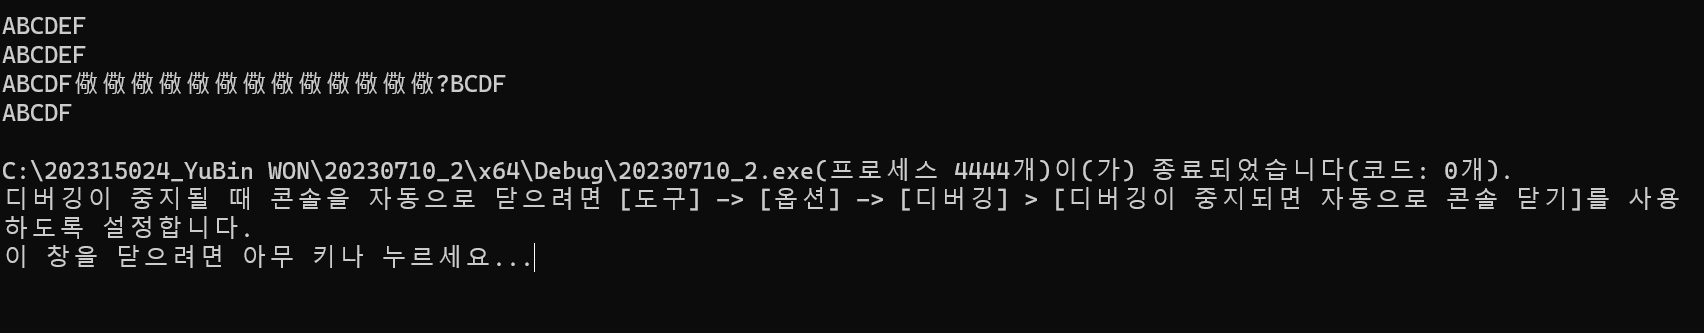 ABCDEF
ABCDEF
ABCDF儆儆儆儆儆儆儆儆儆儆儆儆儆?BCDF
ABCDF
C:\202315024_YuBin WON\20230710_2\x64\Debug\20230710_2.exe(프로세스 4444개)이(가) 종료되었습니다(코드: 0개).
디버깅이 중지될 때 콘솔을 자동으로 닫으려면 [도구] -> [옵션] -> [디버깅] > [디버깅이 중지되면 자동으로 콘솔 닫기]를 사용
하도록 설정합니다.
이 창을 닫으려면 아무 키나 누르세요...